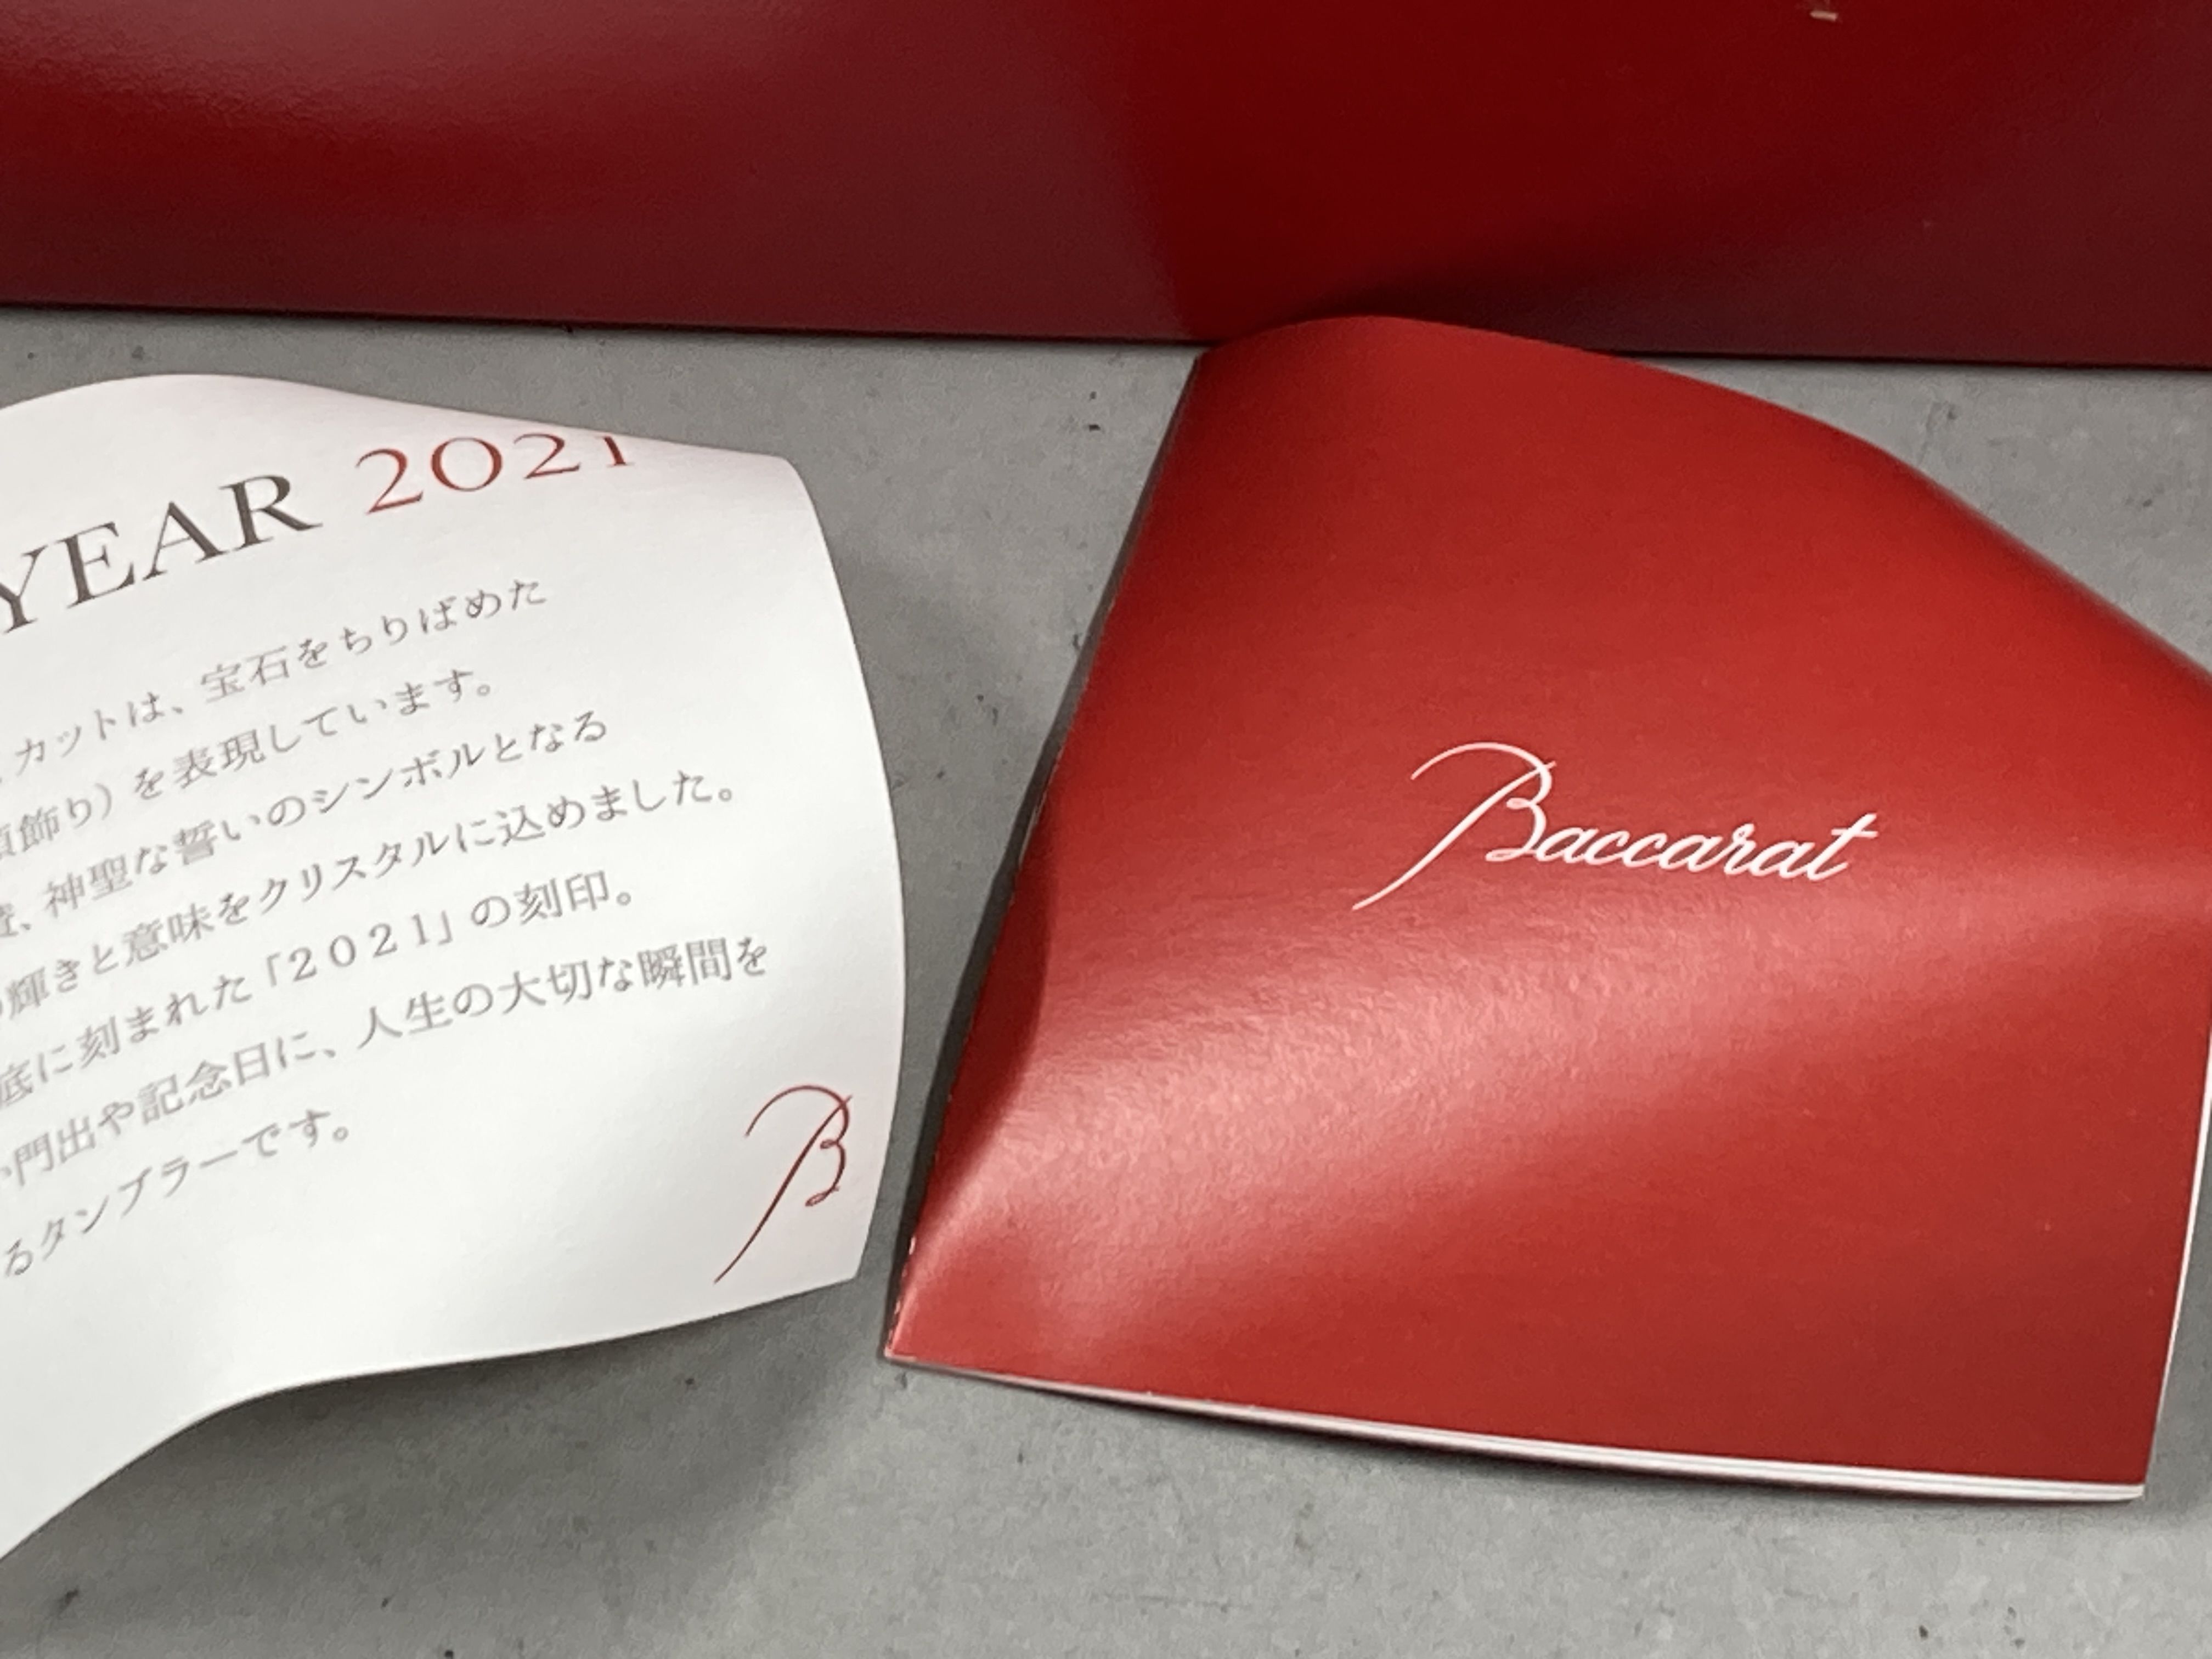 YEAR 2021
カットは、宝石をちりばめた
飾り）を表現しています。
、神聖な誓いのシンボルとなる
輝きと意味をクリスタルに込めました。
底に刻まれた「２０２１」の刻印。
門出や記念日に、人生の大切な瞬間を
るタンブラーです。
B
Baccarat